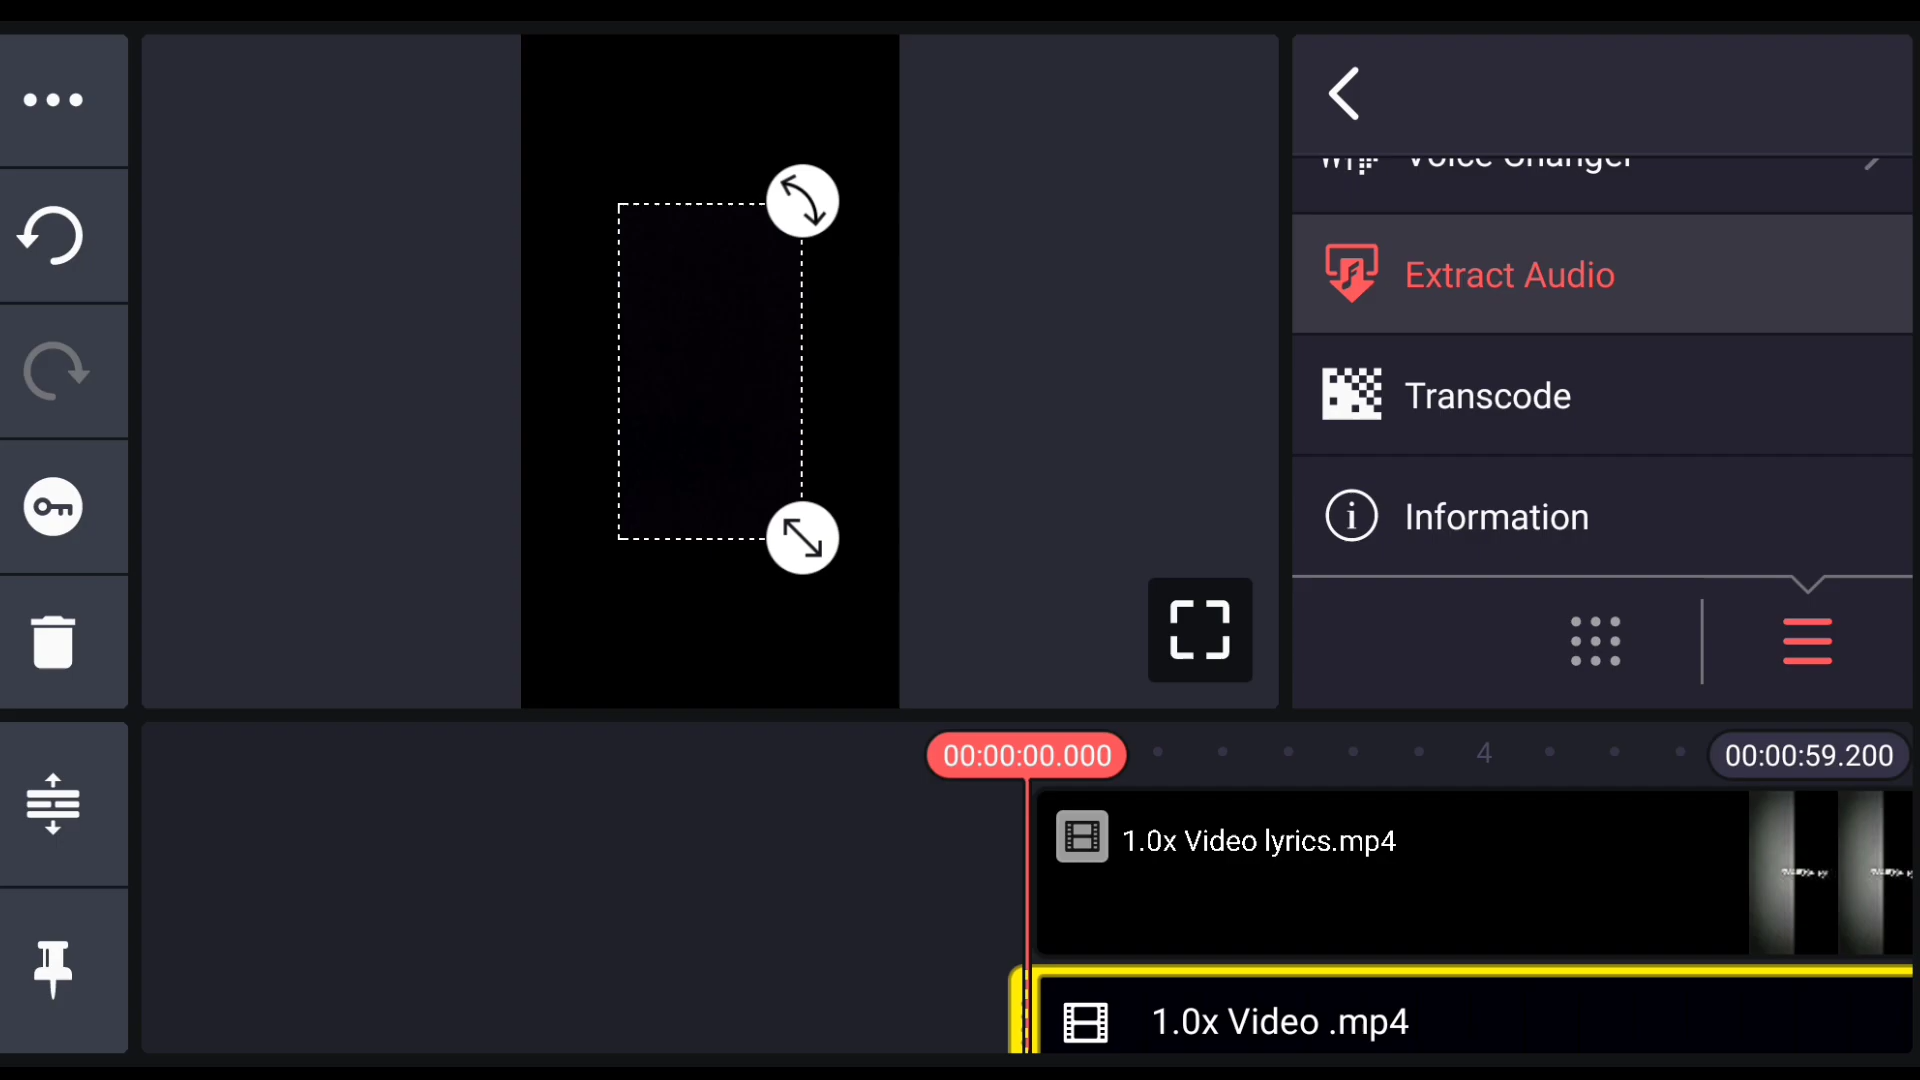 Voice Changer
Extract Audio
Transcode
Information
00:00:00.000
4
00:00:59.200
1.0x Video lyrics.mp4
1.0x Video .mp4